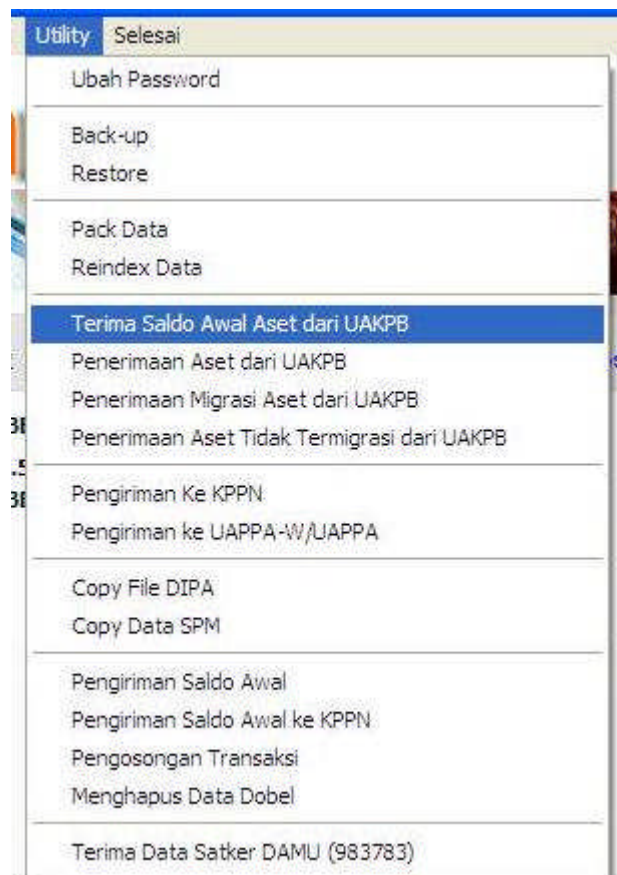 Utility Selesai
Ubah Password
Back-up
Restore
Pack Data
Reindex Data
Terima Saldo Awal Aset dari UAKPB
Penerimaan Aset dari UAKPB
Penerimaan Migrasi Aset dari UAKPB
Penerimaan Aset Tidak Termigrasi dari UAKPB
Pengiriman Ke KPPN
Pengiriman ke UAPPA-W/UAPPA
Copy File DIPA
Copy Data SPM
Pengiriman Saldo Awal
Pengiriman Saldo Awal ke KPPN
Pengosongan Transaksi
Menghapus Data Dobel
Terima Data Satker DAMU (983783)